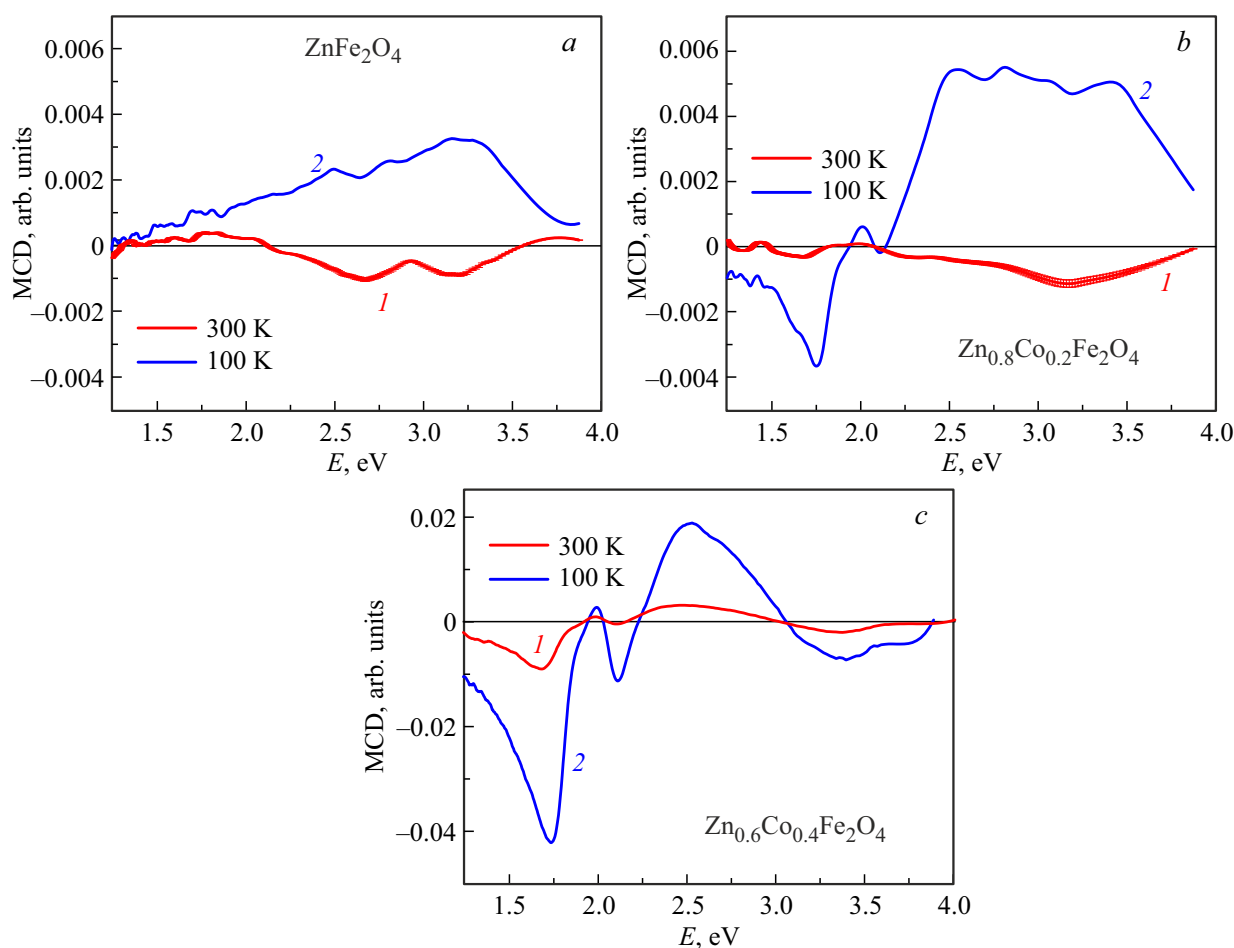 a
ZnFe2O4
0.006
0.004
0.002
0
−0.002
−0.004
MCD, arb. units
2
1
300 K
100 K
1.5 2.0 2.5 3.0 3.5 4.0
E, eV
b
0.006
0.004
0.002
0
−0.002
−0.004
MCD, arb. units
2
300 K
100 K
1
Zn0.8Co0.2Fe2O4
1.5 2.0 2.5 3.0 3.5 4.0
E, eV
c
0.02
0
−0.02
−0.04
MCD, arb. units
300 K
100 K
1
2
Zn0.6Co0.4Fe2O4
1.5 2.0 2.5 3.0 3.5 4.0
E, eV